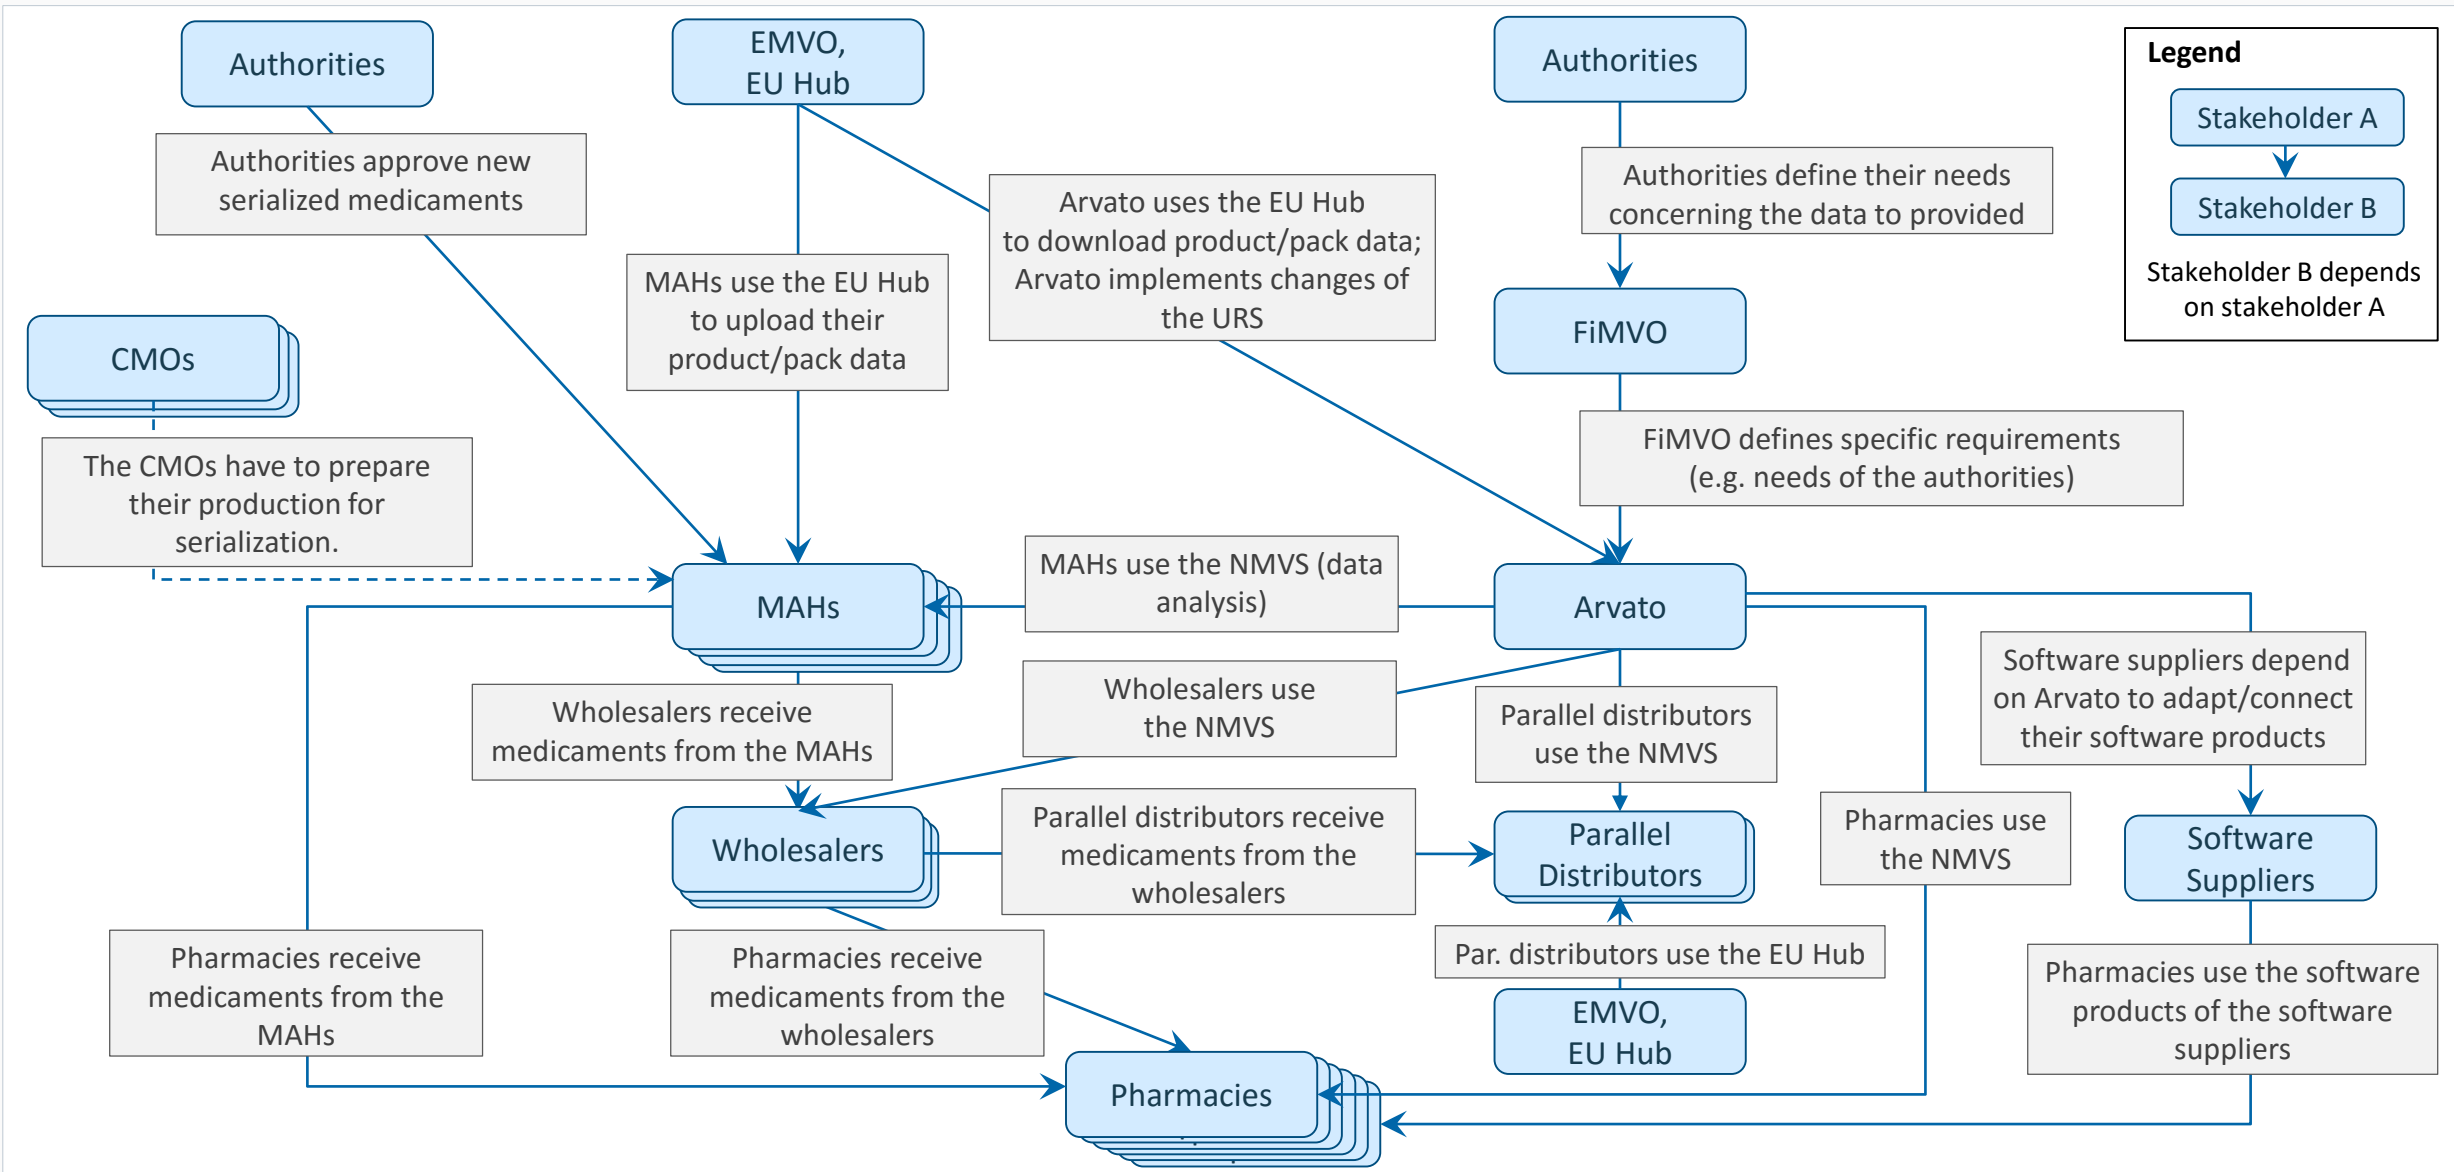 Authorities
EMVO,
EU Hub
Authorities
Legend
Stakeholder A
Stakeholder B
Stakeholder B depends
on stakeholder A
Authorities approve new
serialized medicaments
Arvato uses the EU Hub
to download product/pack data;
Arvato implements changes of
the URS
Authorities define their needs
concerning the data to provided
MAHs use the EU Hub
to upload their
product/pack data
FiMVO
CMOs
The CMOs have to prepare
their production for
serialization.
FiMVO defines specific requirements
(e.g. needs of the authorities)
MAHs
MAHs use the NMVS (data
analysis)
Arvato
Wholesalers receive
medicaments from the MAHs
Wholesalers use
the NMVS
Parallel distributors
use the NMVS
Software suppliers depend
on Arvato to adapt/connect
their software products
Wholesalers
Parallel distributors receive
medicaments from the
wholesalers
Parallel
Distributors
Pharmacies use
the NMVS
Software
Suppliers
Pharmacies receive
medicaments from the
MAHs
Pharmacies receive
medicaments from the
wholesalers
Par. distributors use the EU Hub
EMVO,
EU Hub
Pharmacies use the software
products of the software
suppliers
Pharmacies